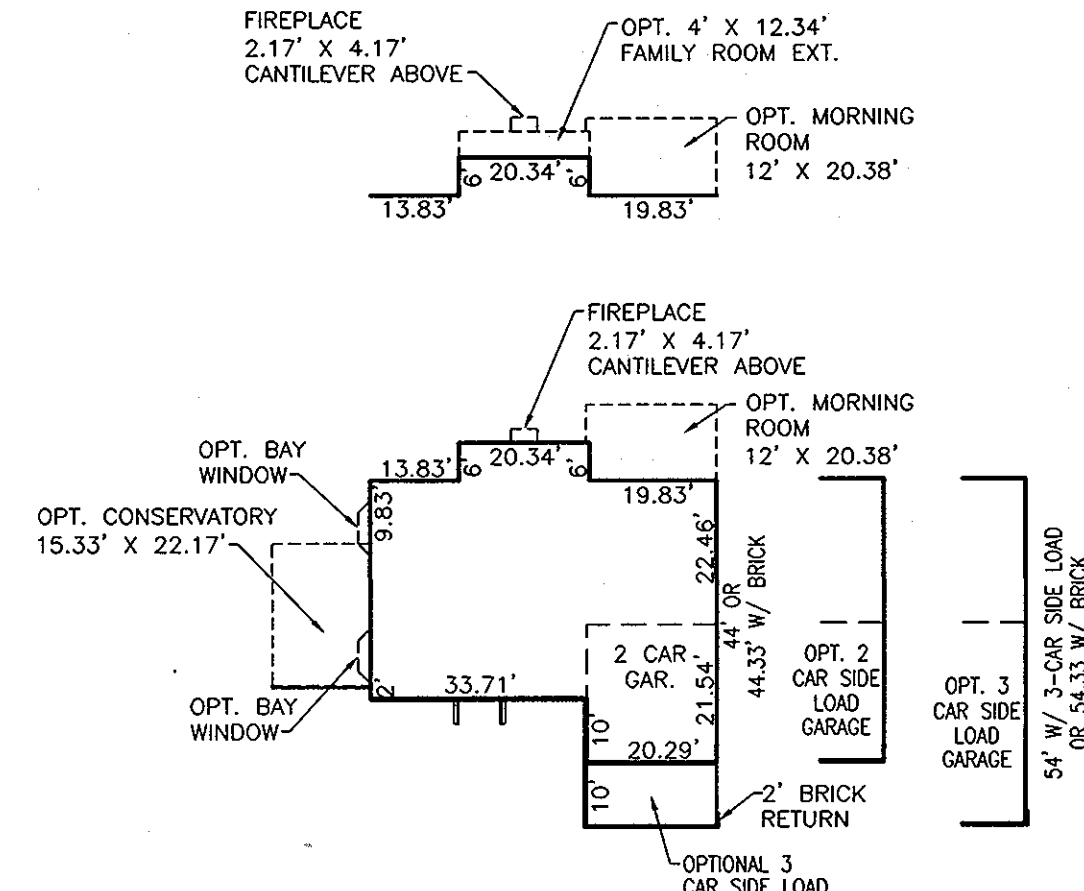 FIREPLACE
2.17' X 4.17'
CANTILEVER ABOVE
OPT. 4' X 12.34'
FAMILY ROOM EXT.
OPT. MORNING
ROOM
12' X 20.38'
6'
20.34'
6'
13.83'
19.83'
FIREPLACE
2.17' X 4.17'
CANTILEVER ABOVE
OPT. MORNING
ROOM
12' X 20.38'
OPT. BAY
WINDOW
13.83'
6'
20.34'
6'
19.83'
OPT. CONSERVATORY
15.33' X 22.17'
9.83'
22.46'
44' OR
44.33' W/ BRICK
2 CAR
GAR.
21.54'
OPT. 2
CAR SIDE
LOAD
GARAGE
OPT. 3
CAR SIDE
LOAD
GARAGE
54' W/ 3-CAR SIDE LOAD
OR 54.33 W/ BRICK
2'
33.71'
OPT. BAY
WINDOW
10'
20.29'
10'
2' BRICK
RETURN
OPTIONAL 3
CAR SIDE LOAD